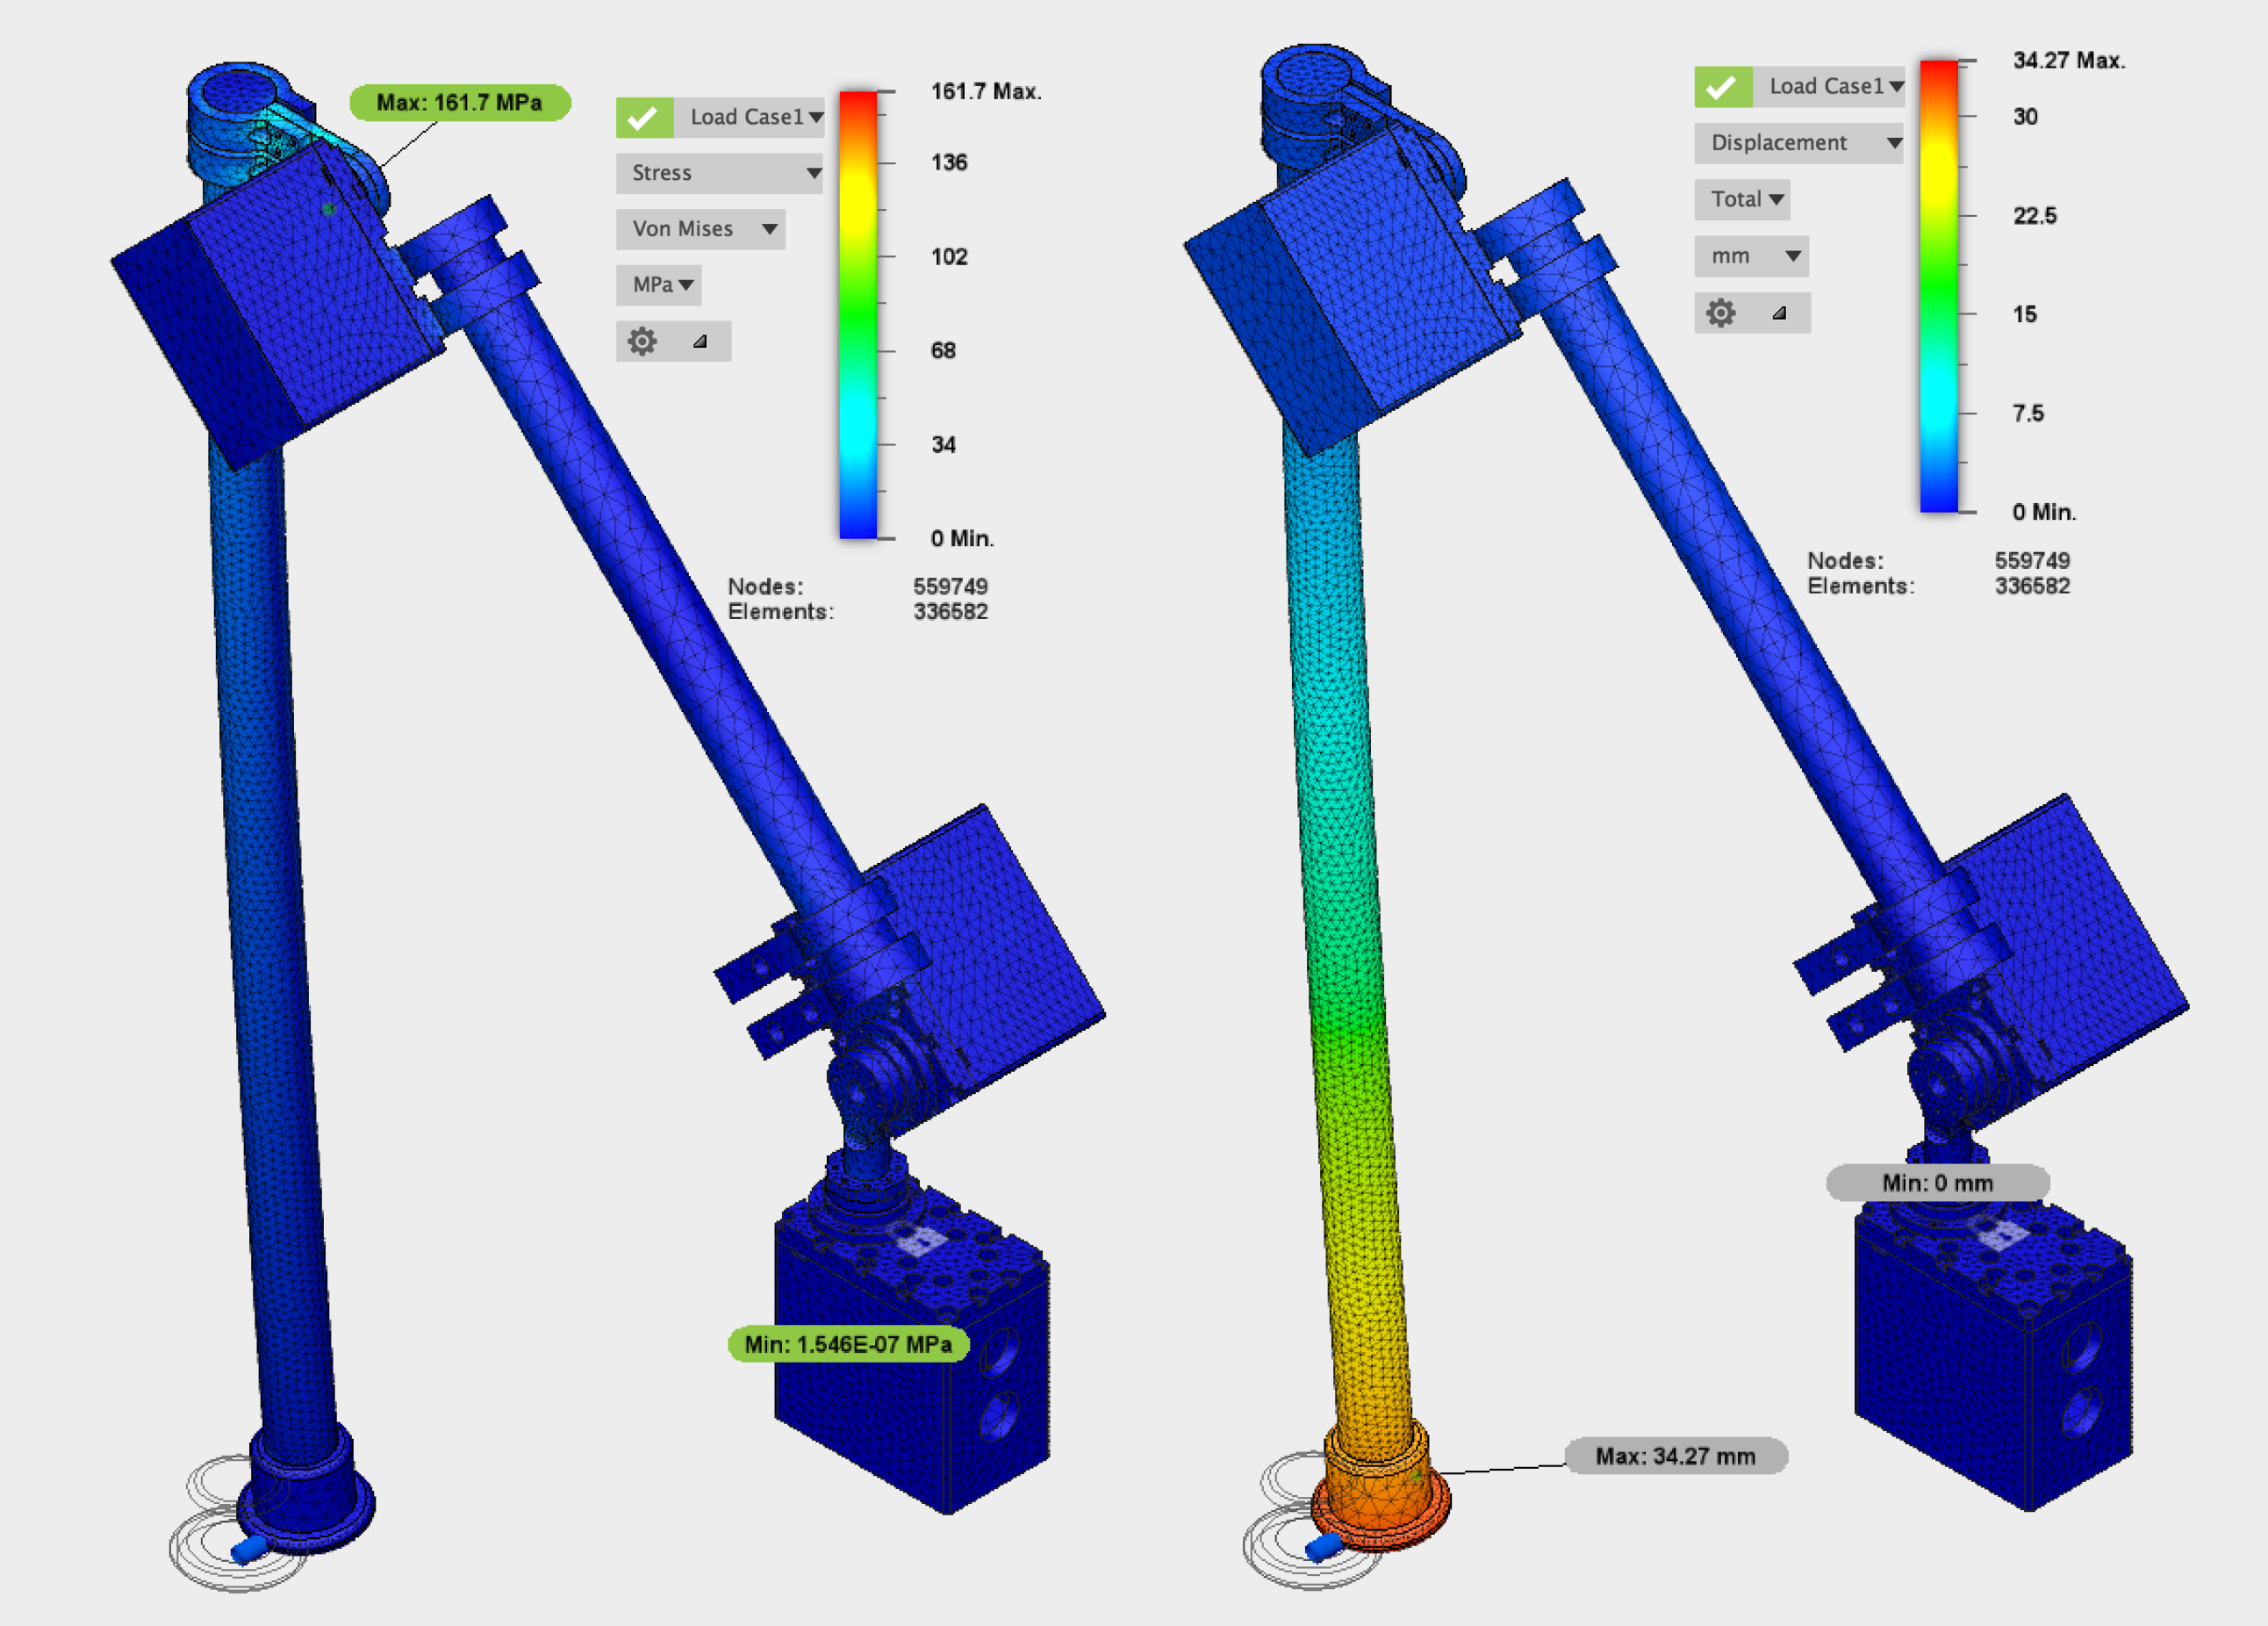 Max: 161.7 MPa
Load Case1
Stress
Von Mises
MPa
161.7 Max.
136
102
68
34
0 Min.
Nodes: 559749
Elements: 336582
Min: 1.546E-07 MPa
Load Case1
Displacement
Total
mm
34.27 Max.
30
22.5
15
7.5
0 Min.
Nodes: 559749
Elements: 336582
Min: 0 mm
Max: 34.27 mm